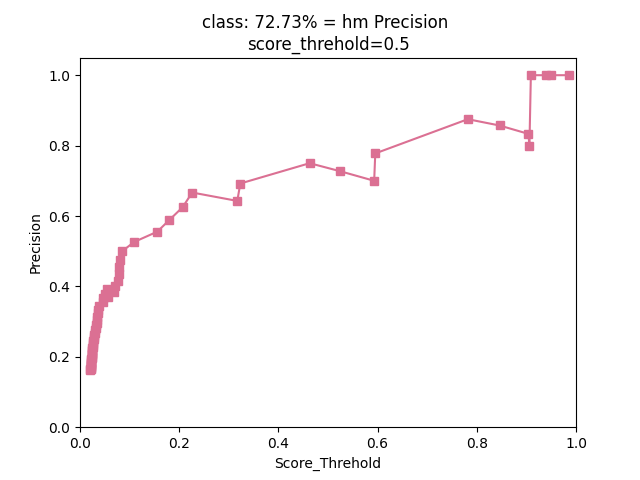 class: 72.73% = hm Precision
score_threhold=0.5
1.0
0.8
0.6
0.4
0.2
0.0
Precision
0.0 0.2 0.4 0.6 0.8 1.0
Score_Threhold